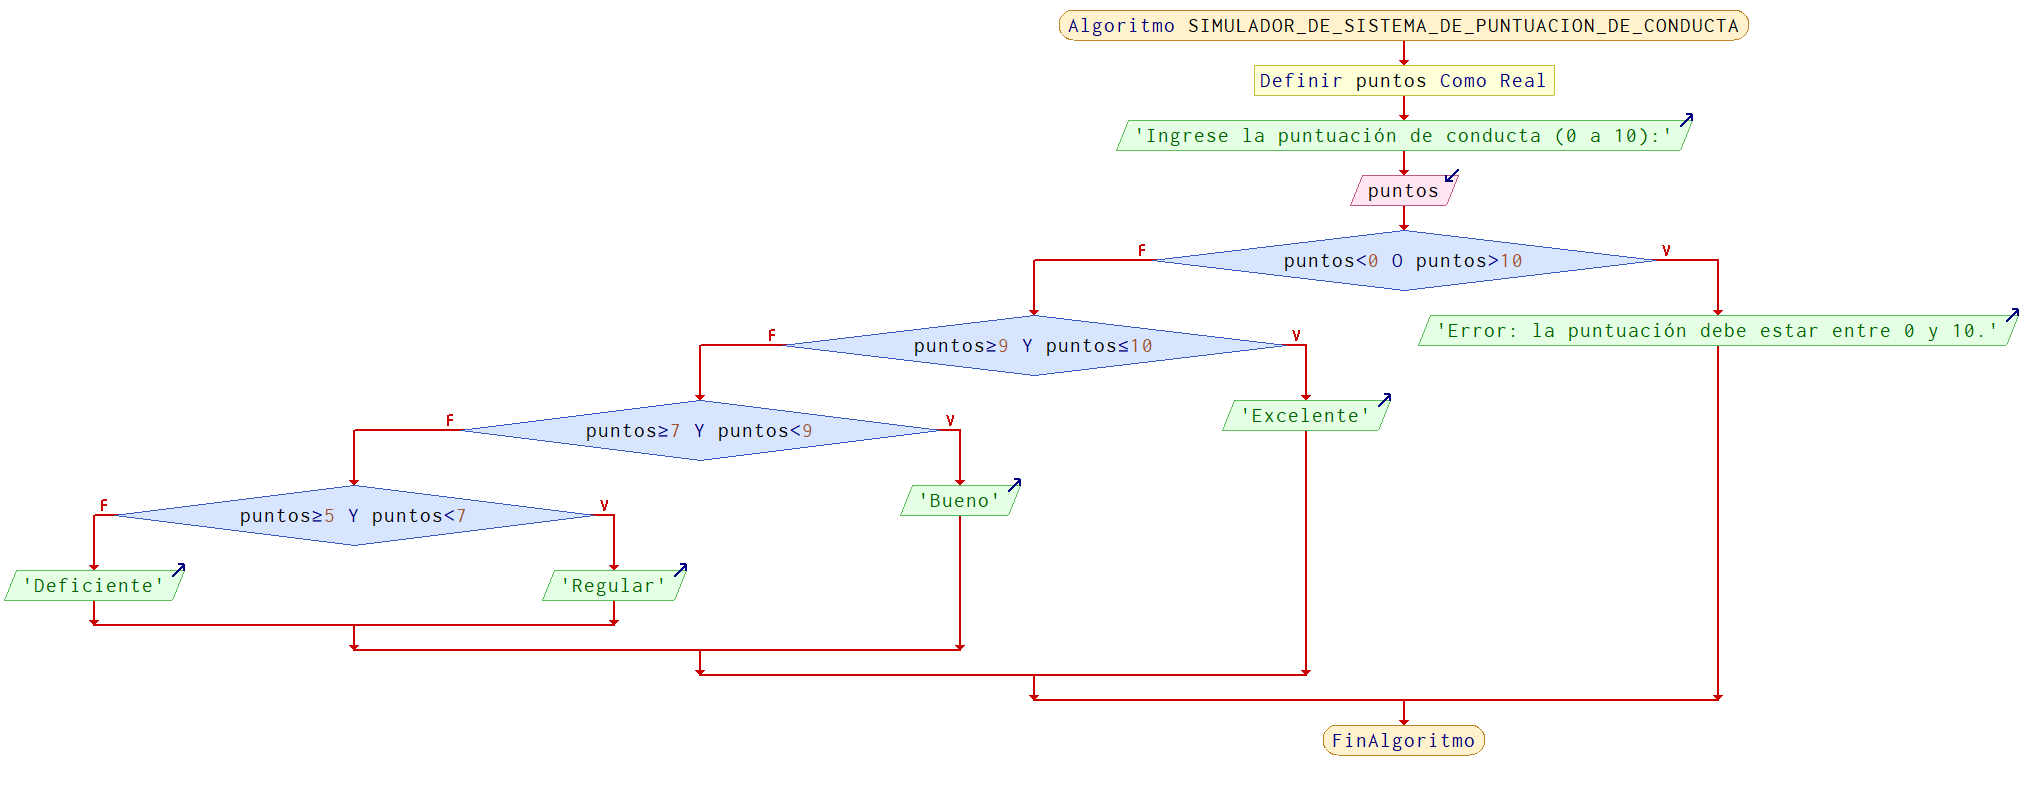 Algoritmo SIMULADOR_DE_SISTEMA_DE_PUNTUACION_DE_CONDUCTA
Definir puntos Como Real
'Ingrese la puntuación de conducta (0 a 10):'
puntos
F
puntos<0 O puntos>10
V
F
puntos≥9 Y puntos≤10
V
'Error: la puntuación debe estar entre 0 y 10.'
F
puntos≥7 Y puntos<9
V
'Excelente'
F
puntos≥5 Y puntos<7
V
'Bueno'
'Deficiente'
'Regular'
FinAlgoritmo